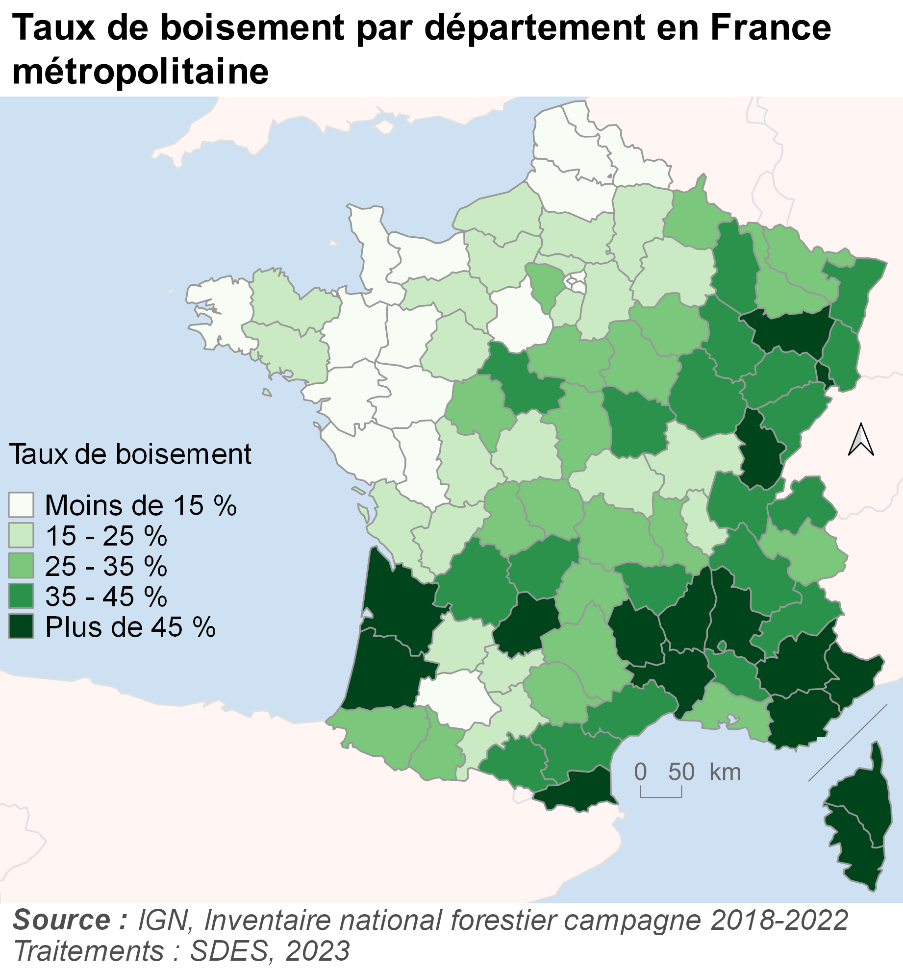 Taux de boisement par département en France
métropolitaine
Taux de boisement
Moins de 15 %
15 - 25 %
25 - 35 %
35 - 45 %
Plus de 45 %
0 50 km
Source : IGN, Inventaire national forestier campagne 2018-2022
Traitements : SDES, 2023